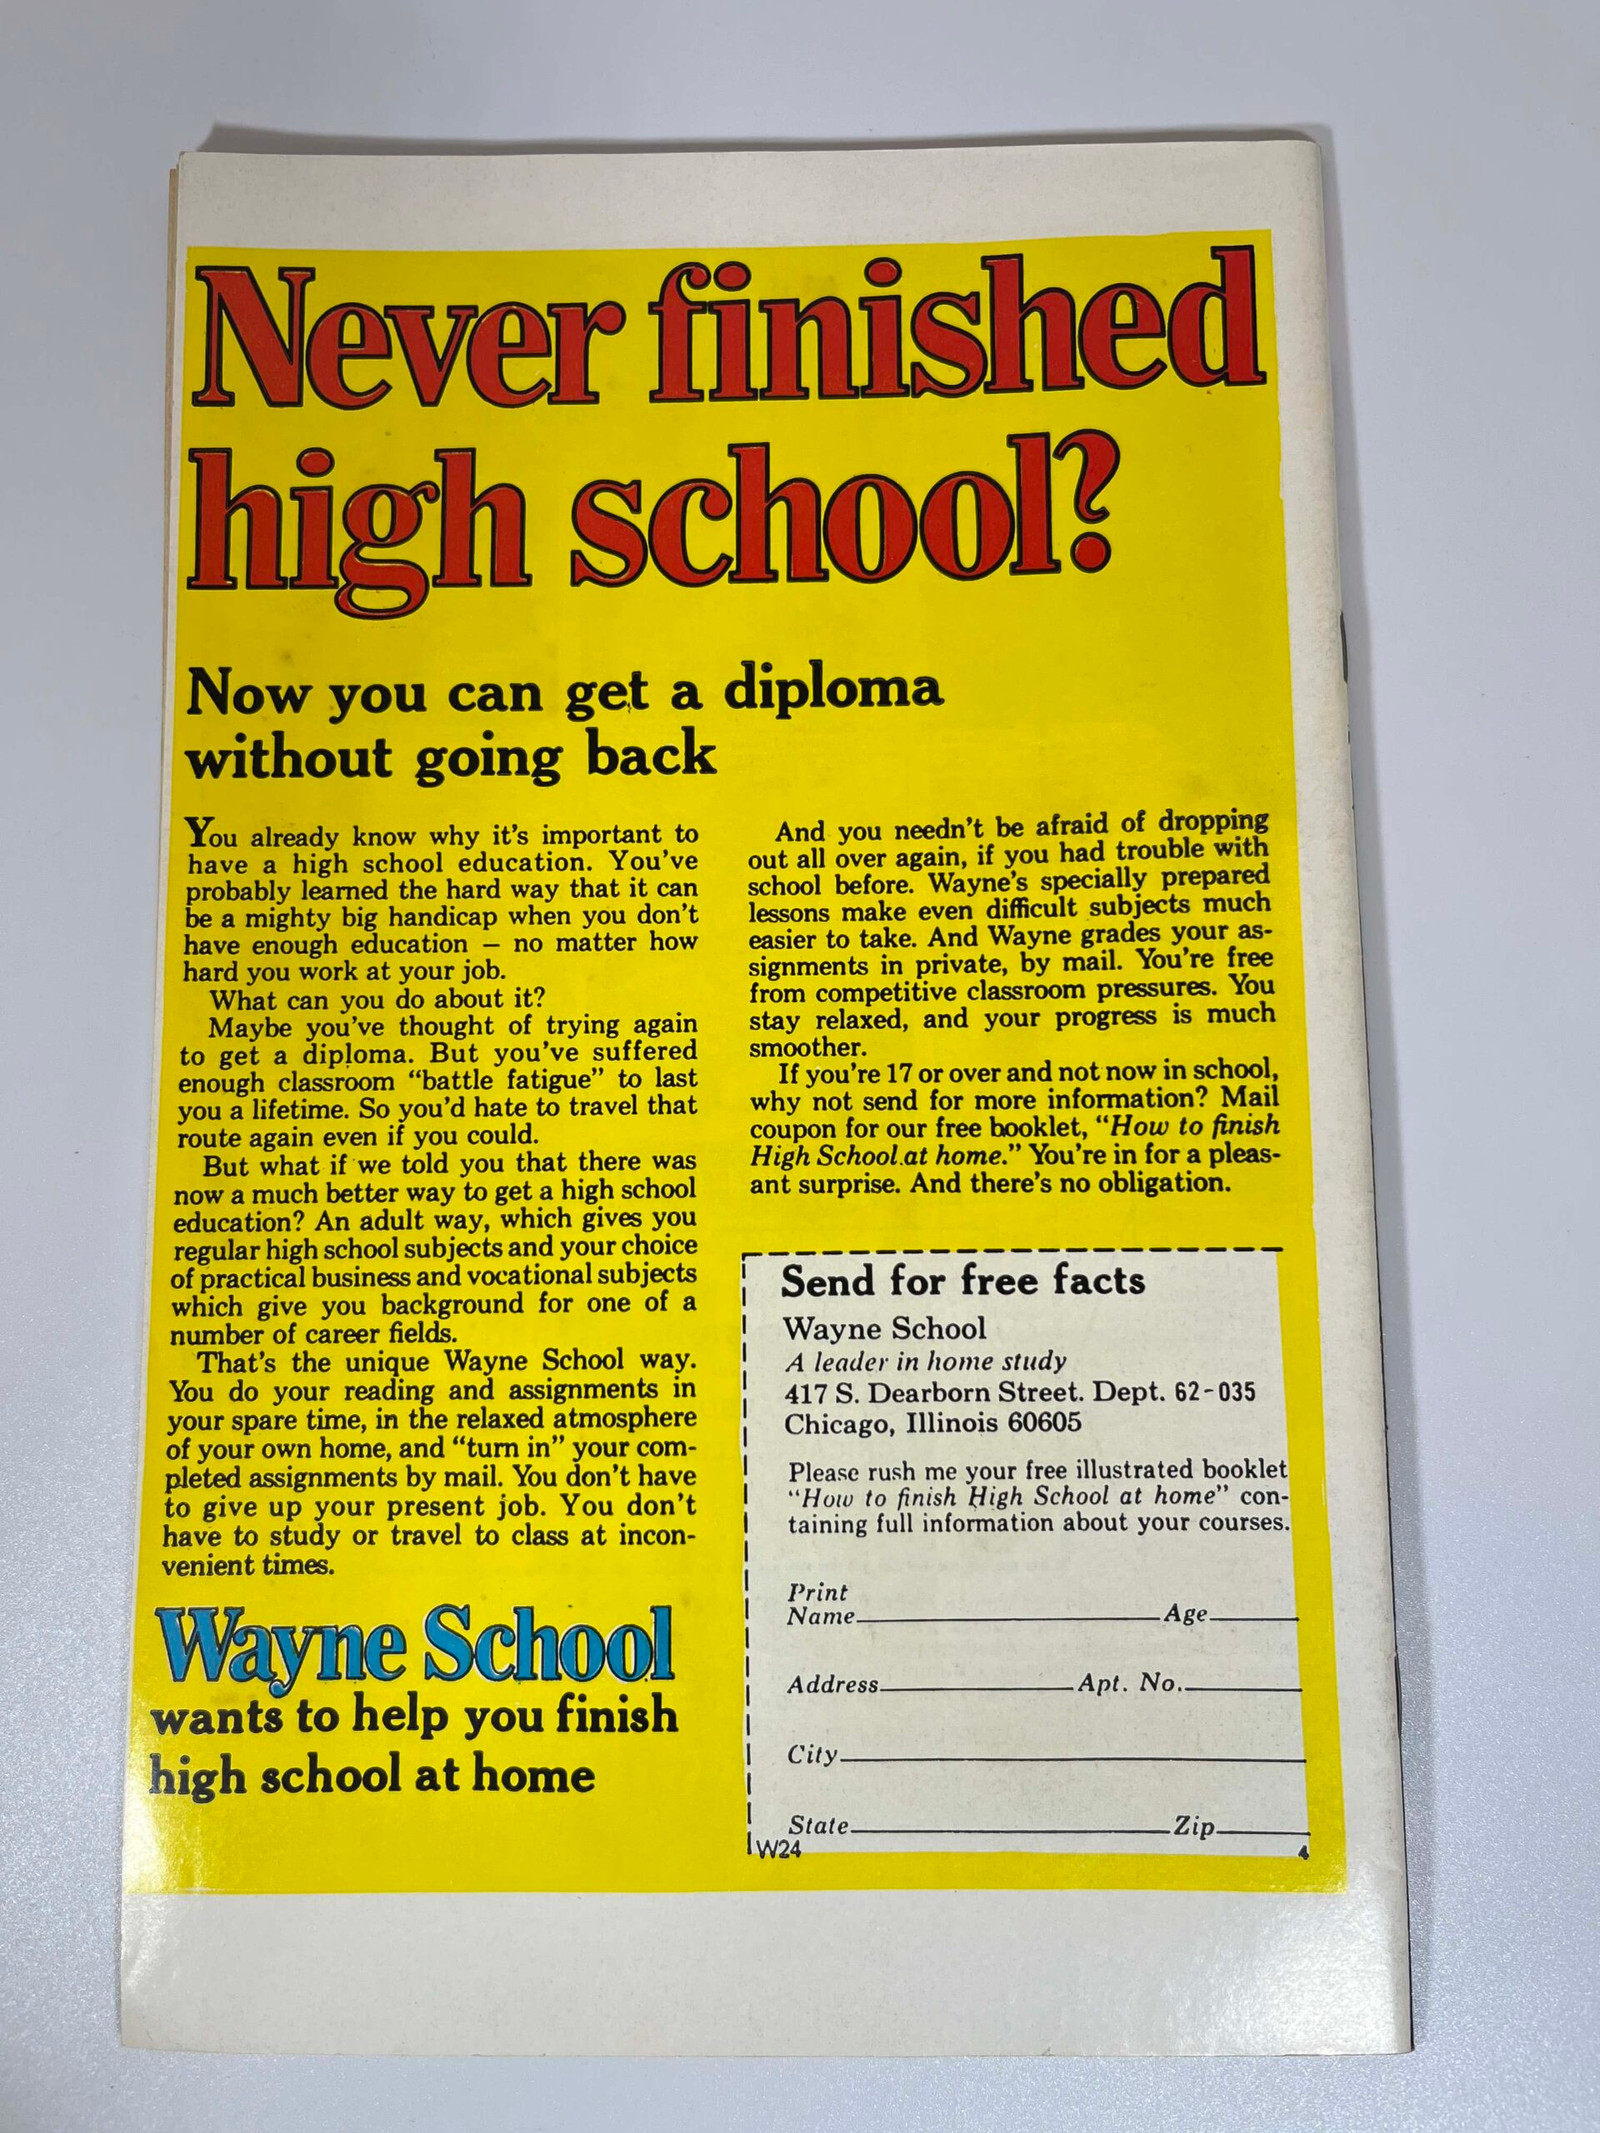 Never finished
high school?
Now you can get a diploma
without going back
You already know why it's important to
have a high school education. You've
probably learned the hard way that it can
be a mighty big handicap when you don't
have enough education – no matter how
hard you work at your job.
What can you do about it?
Maybe you've thought of trying again
to get a diploma. But you've suffered
enough classroom "battle fatigue" to last
you a lifetime. So you'd hate to travel that
route again even if you could.
But what if we told you that there was
now a much better way to get a high school
education? An adult way, which gives you
regular high school subjects and your choice
of practical business and vocational subjects
which give you background for one of a
number of career fields.
That's the unique Wayne School way.
You do your reading and assignments in
your spare time, in the relaxed atmosphere
of your own home, and "turn in" your com-
pleted assignments by mail. You don't have
to give up your present job. You don't
have to study or travel to class at incon-
venient times.
Wayne School
wants to help you finish
high school at home
And you needn't be afraid of dropping
out all over again, if you had trouble with
school before. Wayne's specially prepared
lessons make even difficult subjects much
easier to take. And Wayne grades your as-
signments in private, by mail. You're free
from competitive classroom pressures. You
stay relaxed, and your progress is much
smoother.
If you're 17 or over and not now in school,
why not send for more information? Mail
coupon for our free booklet, "How to finish
High School at home." You're in for a pleas-
ant surprise. And there's no obligation.
Send for free facts
Wayne School
A leader in home study
417 S. Dearborn Street. Dept. 62-035
Chicago, Illinois 60605
Please rush me your free illustrated booklet
"How to finish High School at home" con-
taining full information about your courses.
Print
Name Age
Address Apt. No.
City
State Zip
W24 4